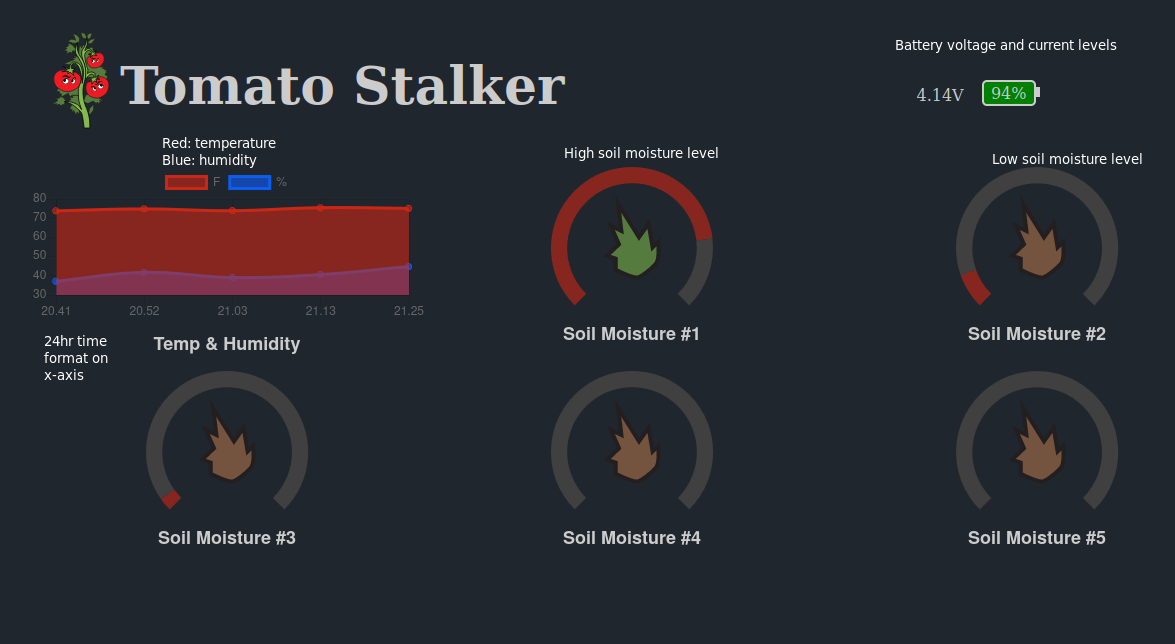 Battery voltage and current levels
Tomato Stalker
4.14V 94%
Red: temperature
Blue: humidity
F %
80
70
60
50
40
30
20.41 20.52 21.03 21.13 21.25
24hr time
format on
x-axis
Temp & Humidity
High soil moisture level
Soil Moisture #1
Low soil moisture level
Soil Moisture #2
Soil Moisture #3
Soil Moisture #4
Soil Moisture #5